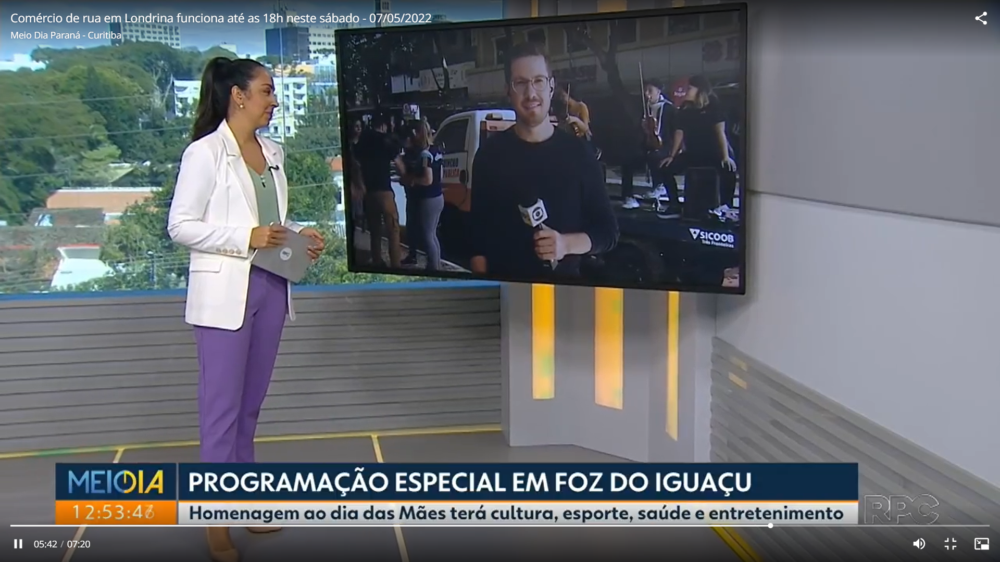 Comércio de rua em Londrina funciona até as 18h neste sábado - 07/05/2022
Meio Dia Paraná - Curitiba
SICOOB
Três Fronteiras
MEIODIA
PROGRAMAÇÃO ESPECIAL EM FOZ DO IGUAÇU
12:53:4
Homenagem ao dia das Mães terá cultura, esporte, saúde e entretenimento
RPC
05:42 / 07:20